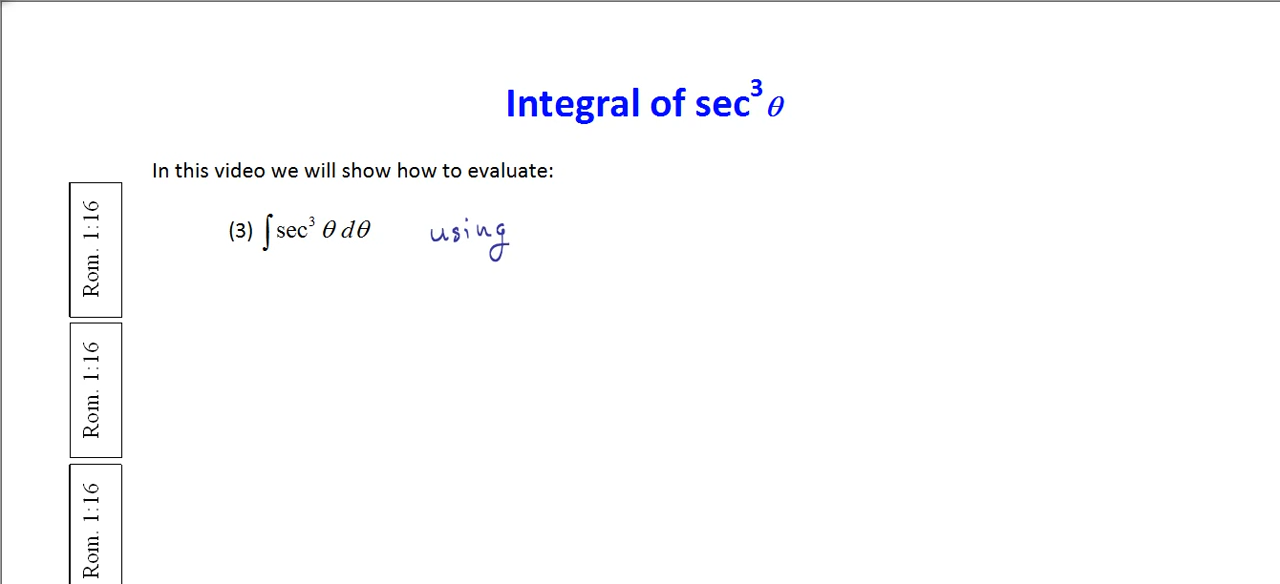 Integral of sec³ θ
In this video we will show how to evaluate:
(3) ∫ sec³ θ dθ using
Rom. 1:16
Rom. 1:16
Rom. 1:16